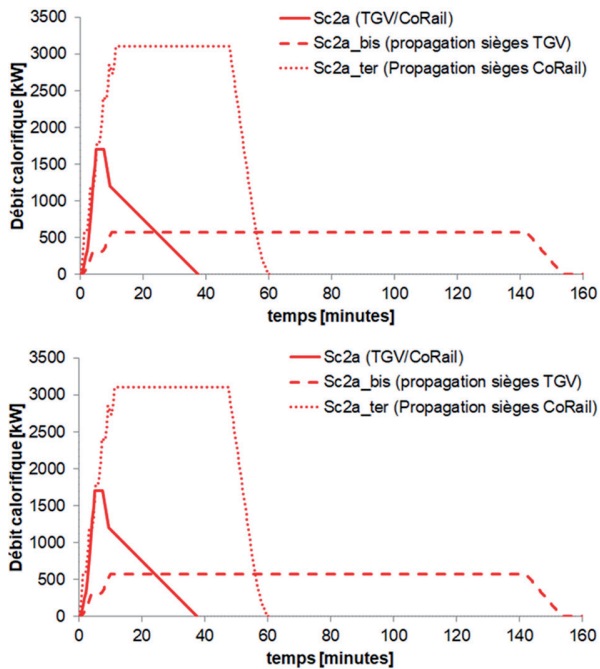 3500
3000
2500
2000
1500
1000
500
0
Débit calorifique [kW]
Sc2a (TGV/CoRail)
Sc2a_bis (propagation sièges TGV)
Sc2a_ter (Propagation sièges CoRail)
0 20 40 60 80 100 120 140 160
temps [minutes]
3500
3000
2500
2000
1500
1000
500
0
Débit calorifique [kW]
Sc2a (TGV/CoRail)
Sc2a_bis (propagation sièges TGV)
Sc2a_ter (Propagation sièges CoRail)
0 20 40 60 80 100 120 140 160
temps [minutes]